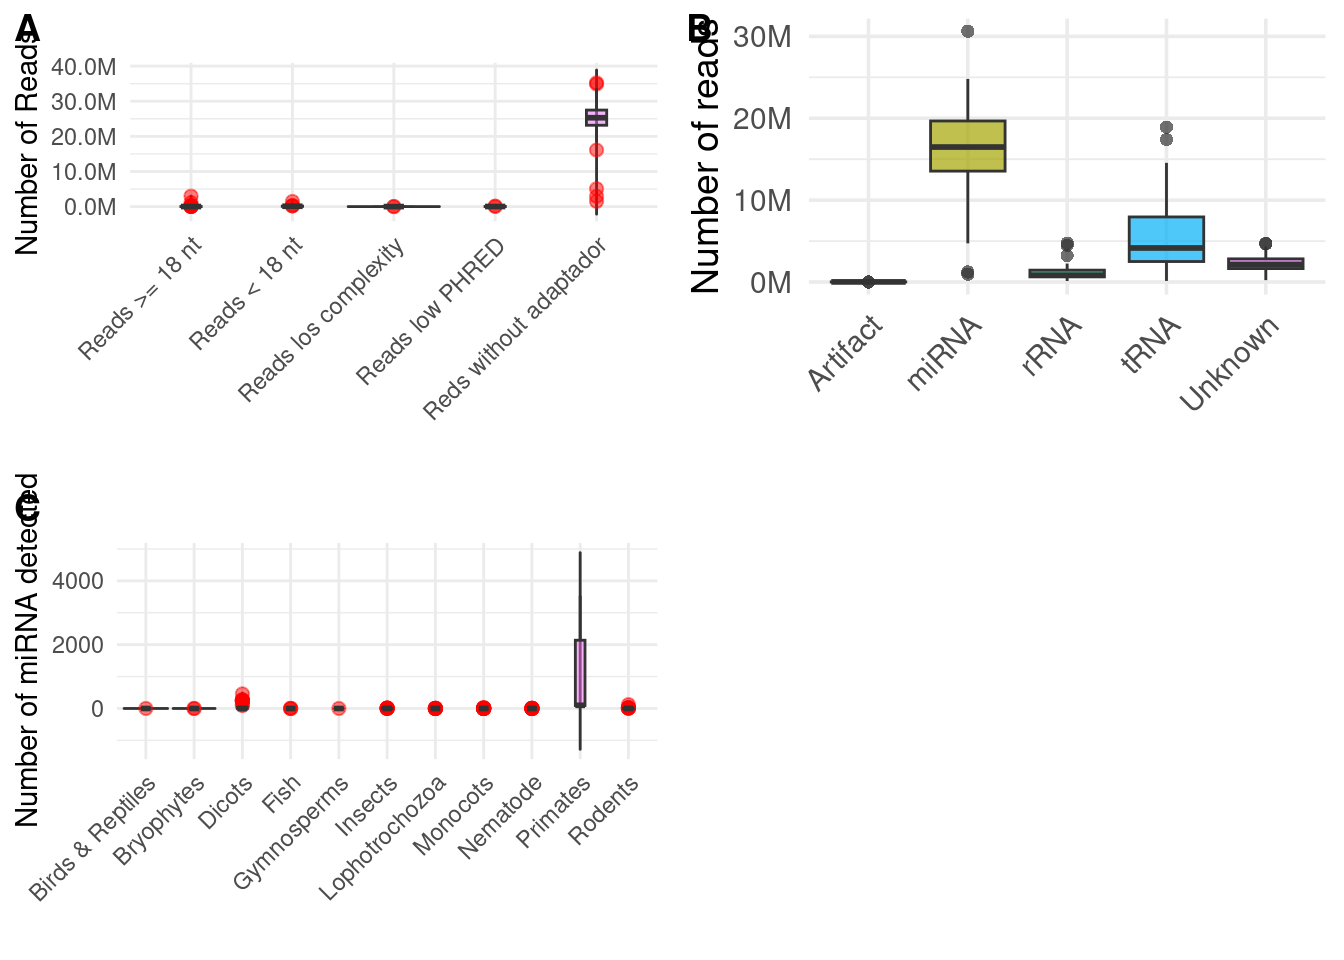 A
Number of Reads
40.0M
30.0M
20.0M
10.0M
0.0M
Reads >= 18 nt
Reads < 18 nt
Reads los complexity
Reads low PHRED
Reds without adaptador
B
Number of reads
30M
20M
10M
0M
Artifact
miRNA
rRNA
tRNA
Unknown
C
Number of miRNA detected
4000
2000
0
Birds & Reptiles
Bryophytes
Dicots
Fish
Gymnosperms
Insects
Lophotrochozoa
Monocots
Nematode
Primates
Rodents